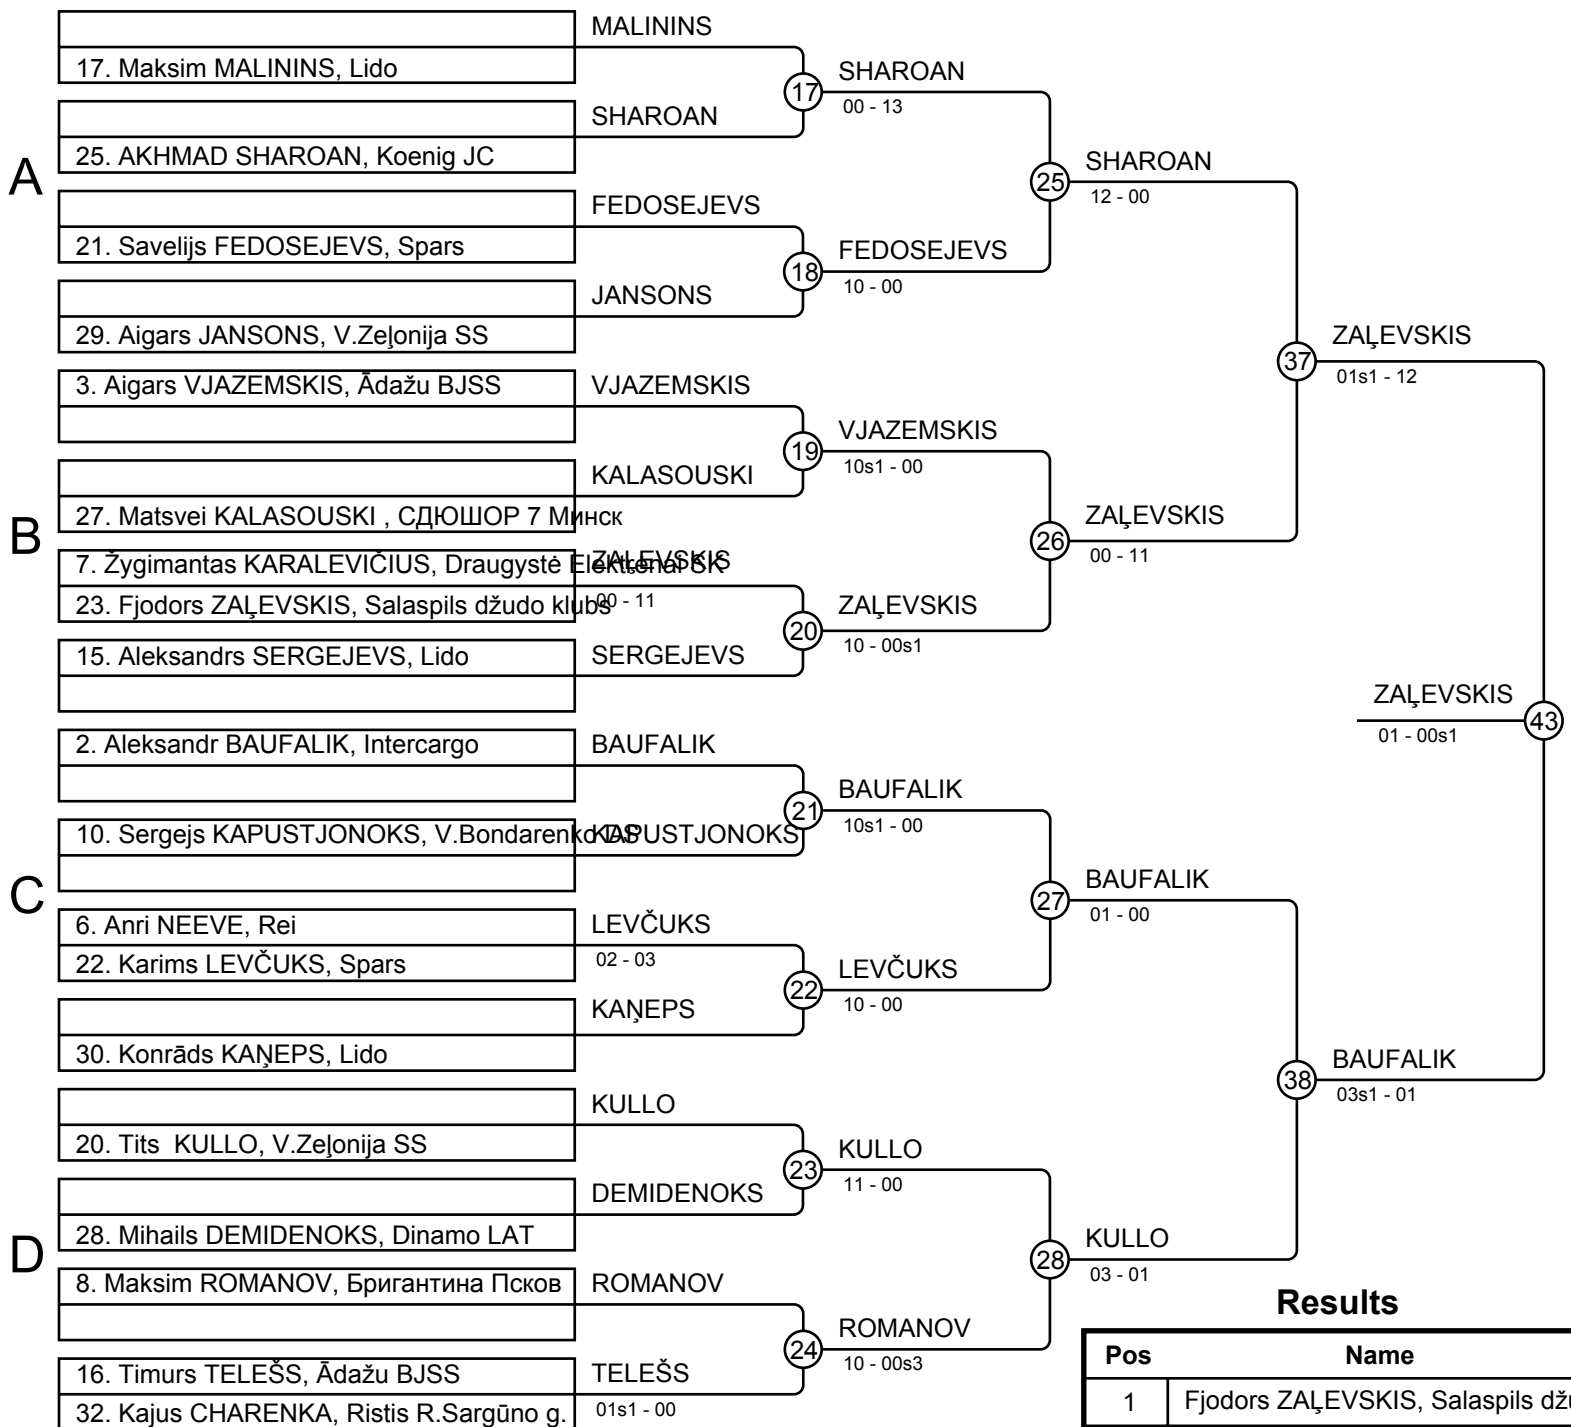 MALININS
17. Maksim MALININS, Lido
17
SHAROAN
00 - 13
SHAROAN
25. AKHMAD SHAROAN, Koenig JC
A
25
SHAROAN
12 - 00
FEDOSEJEVS
21. Savelijs FEDOSEJEVS, Spars
18
FEDOSEJEVS
10 - 00
JANSONS
29. Aigars JANSONS, V.Zeļonija SS
37
ZAĻEVSKIS
01s1 - 12
3. Aigars VJAZEMSKIS, Ādažu BJSS
VJAZEMSKIS
19
VJAZEMSKIS
10s1 - 00
KALASOUSKI
27. Matsvei KALASOUSKI , СДЮШОР 7 Минск
B
26
ZAĻEVSKIS
00 - 11
7. Žygimantas KARALEVIČIUS, Draugystė Elektrėnai SK
ZAĻEVSKIS
23. Fjodors ZAĻEVSKIS, Salaspils džudo klubs
00 - 11
20
ZAĻEVSKIS
10 - 00s1
15. Aleksandrs SERGEJEVS, Lido
SERGEJEVS
ZAĻEVSKIS
43
01 - 00s1
2. Aleksandr BAUFALIK, Intercargo
BAUFALIK
21
BAUFALIK
10s1 - 00
10. Sergejs KAPUSTJONOKS, V.Bondarenko DSP
KAPUSTJONOKS
C
27
BAUFALIK
01 - 00
6. Anri NEEVE, Rei
LEVČUKS
22. Karims LEVČUKS, Spars
02 - 03
22
LEVČUKS
10 - 00
KAŅEPS
30. Konrāds KAŅEPS, Lido
38
BAUFALIK
03s1 - 01
KULLO
20. Tits  KULLO, V.Zeļonija SS
23
KULLO
11 - 00
DEMIDENOKS
28. Mihails DEMIDENOKS, Dinamo LAT
D
28
KULLO
03 - 01
8. Maksim ROMANOV, Бригантина Псков
ROMANOV
24
ROMANOV
10 - 00s3
16. Timurs TELEŠS, Ādažu BJSS
TELEŠS
32. Kajus CHARENKA, Ristis R.Sargūno g.
01s1 - 00
Results
Pos Name
1 Fjodors ZAĻEVSKIS, Salaspils džu